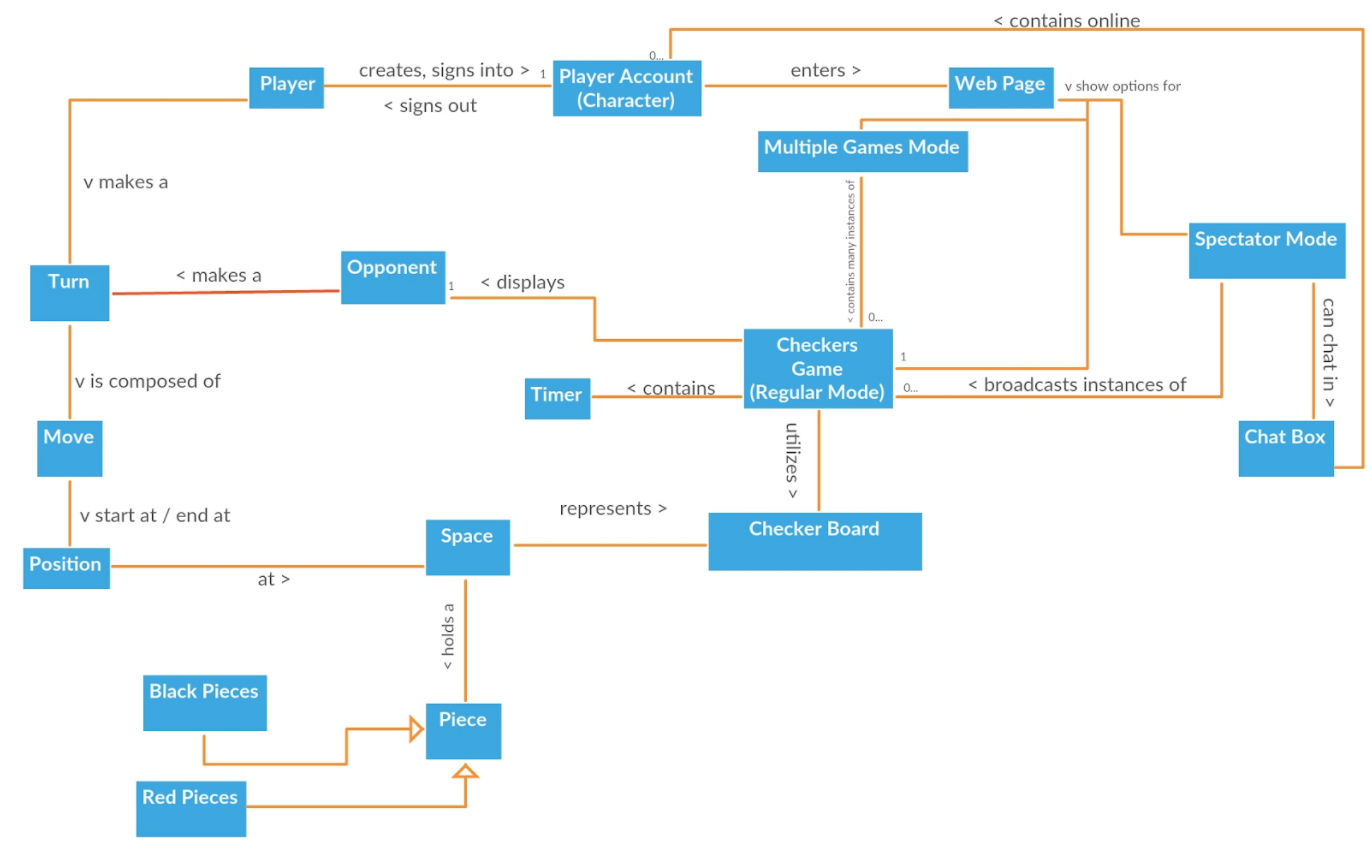 < contains online
0...
Player
creates, signs into >
1
< signs out
Player Account
(Character)
enters >
Web Page
v show options for
Multiple Games Mode
v makes a
< contains many instances of
Spectator Mode
Turn
< makes a
Opponent
1
< displays
0...
can chat in >
Checkers
Game
(Regular Mode)
1
0...
< broadcasts instances of
Timer
< contains
v is composed of
Move
utilizes >
Chat Box
v start at / end at
represents >
Space
Checker Board
Position
at >
< holds a
Black Pieces
Piece
Red Pieces